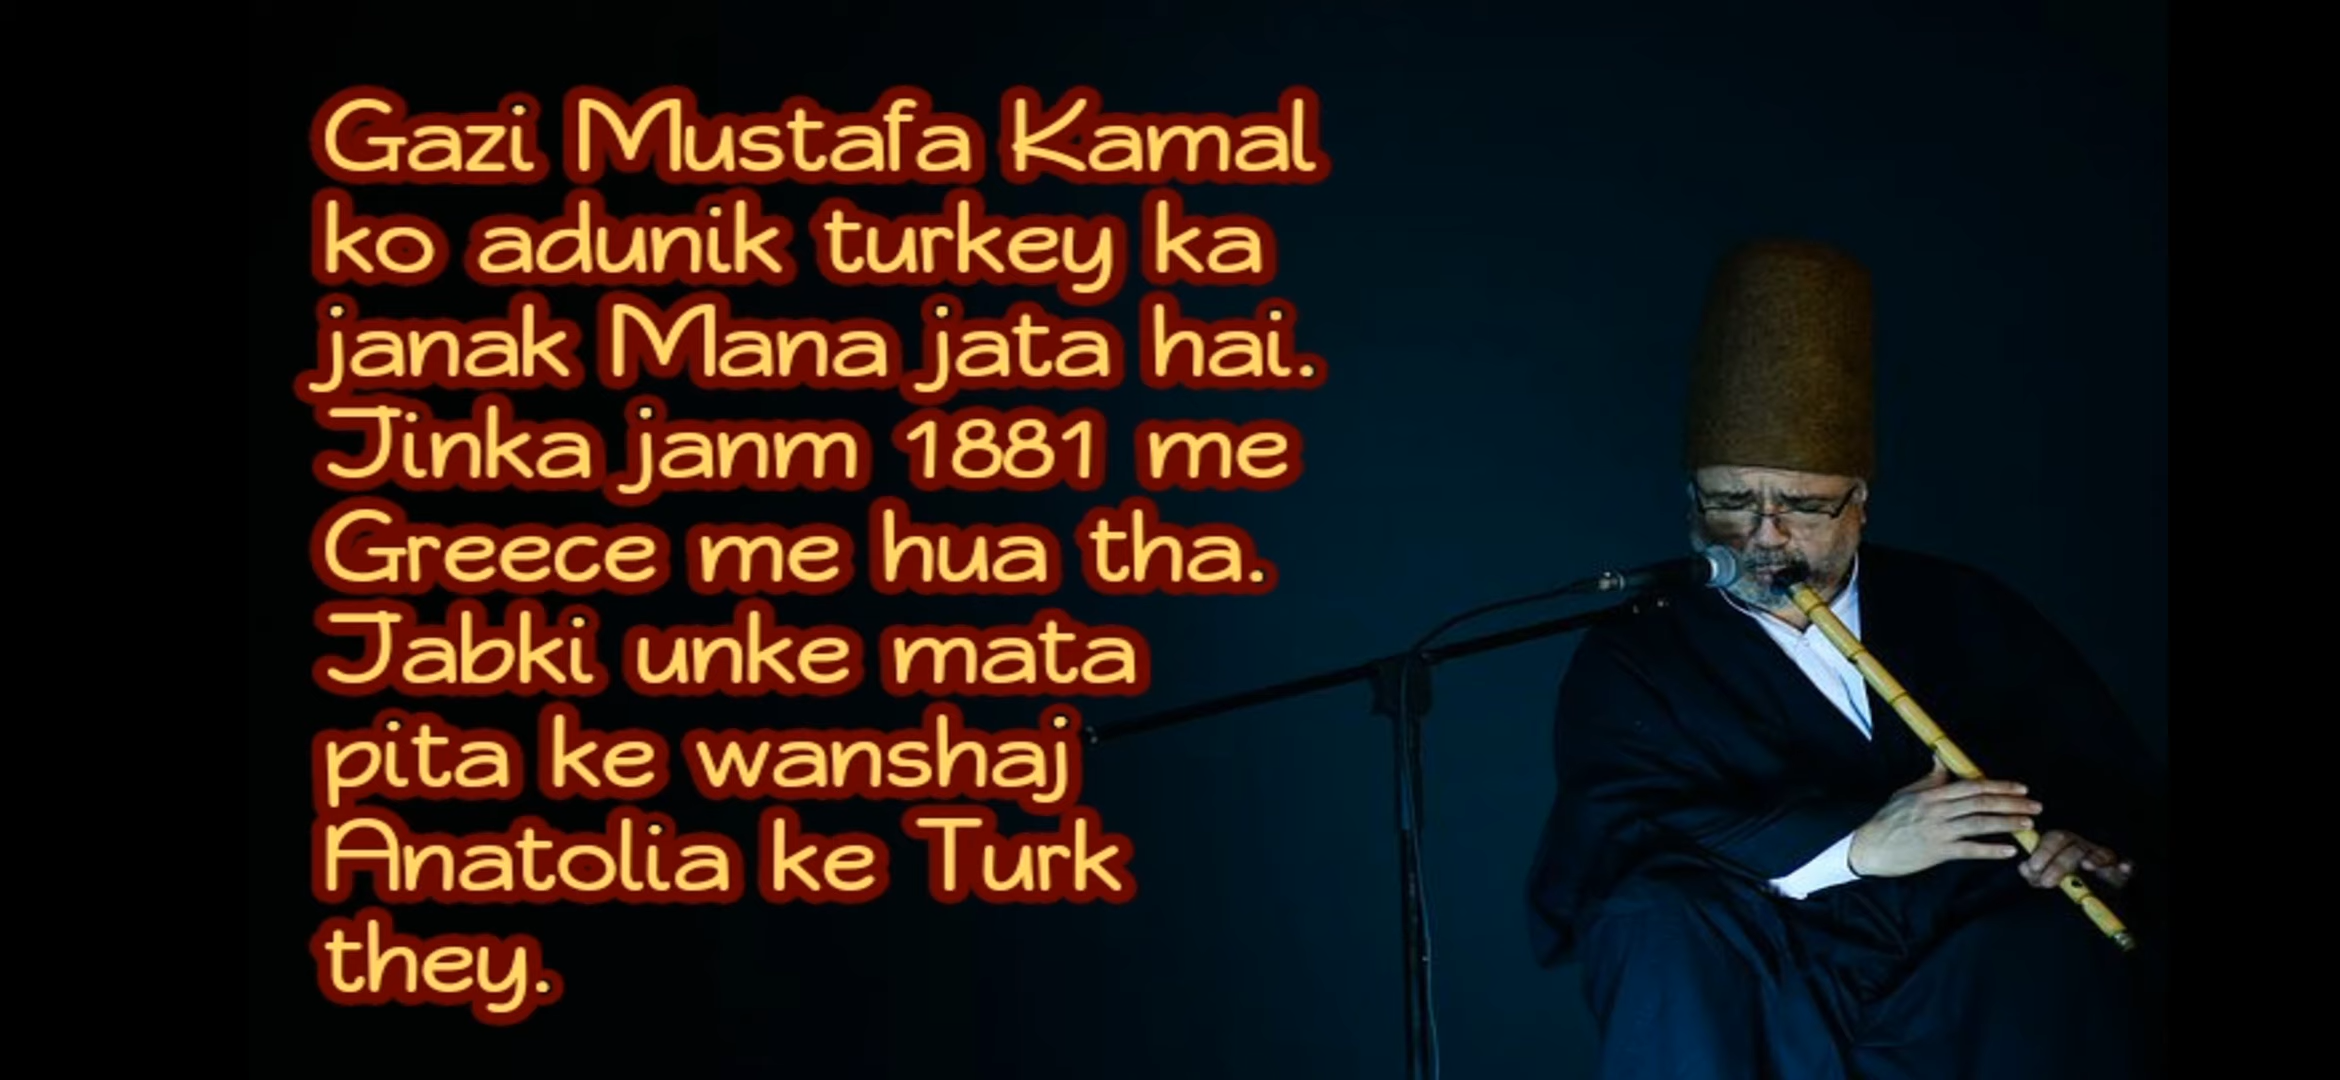 Gazi Mustafa Kamal
ko adunik turkey ka
janak Mana jata hai.
Jinka janm 1881 me
Greece me hua tha.
Jabki unke mata
pita ke wanshaj
Anatolia ke Turk
they.